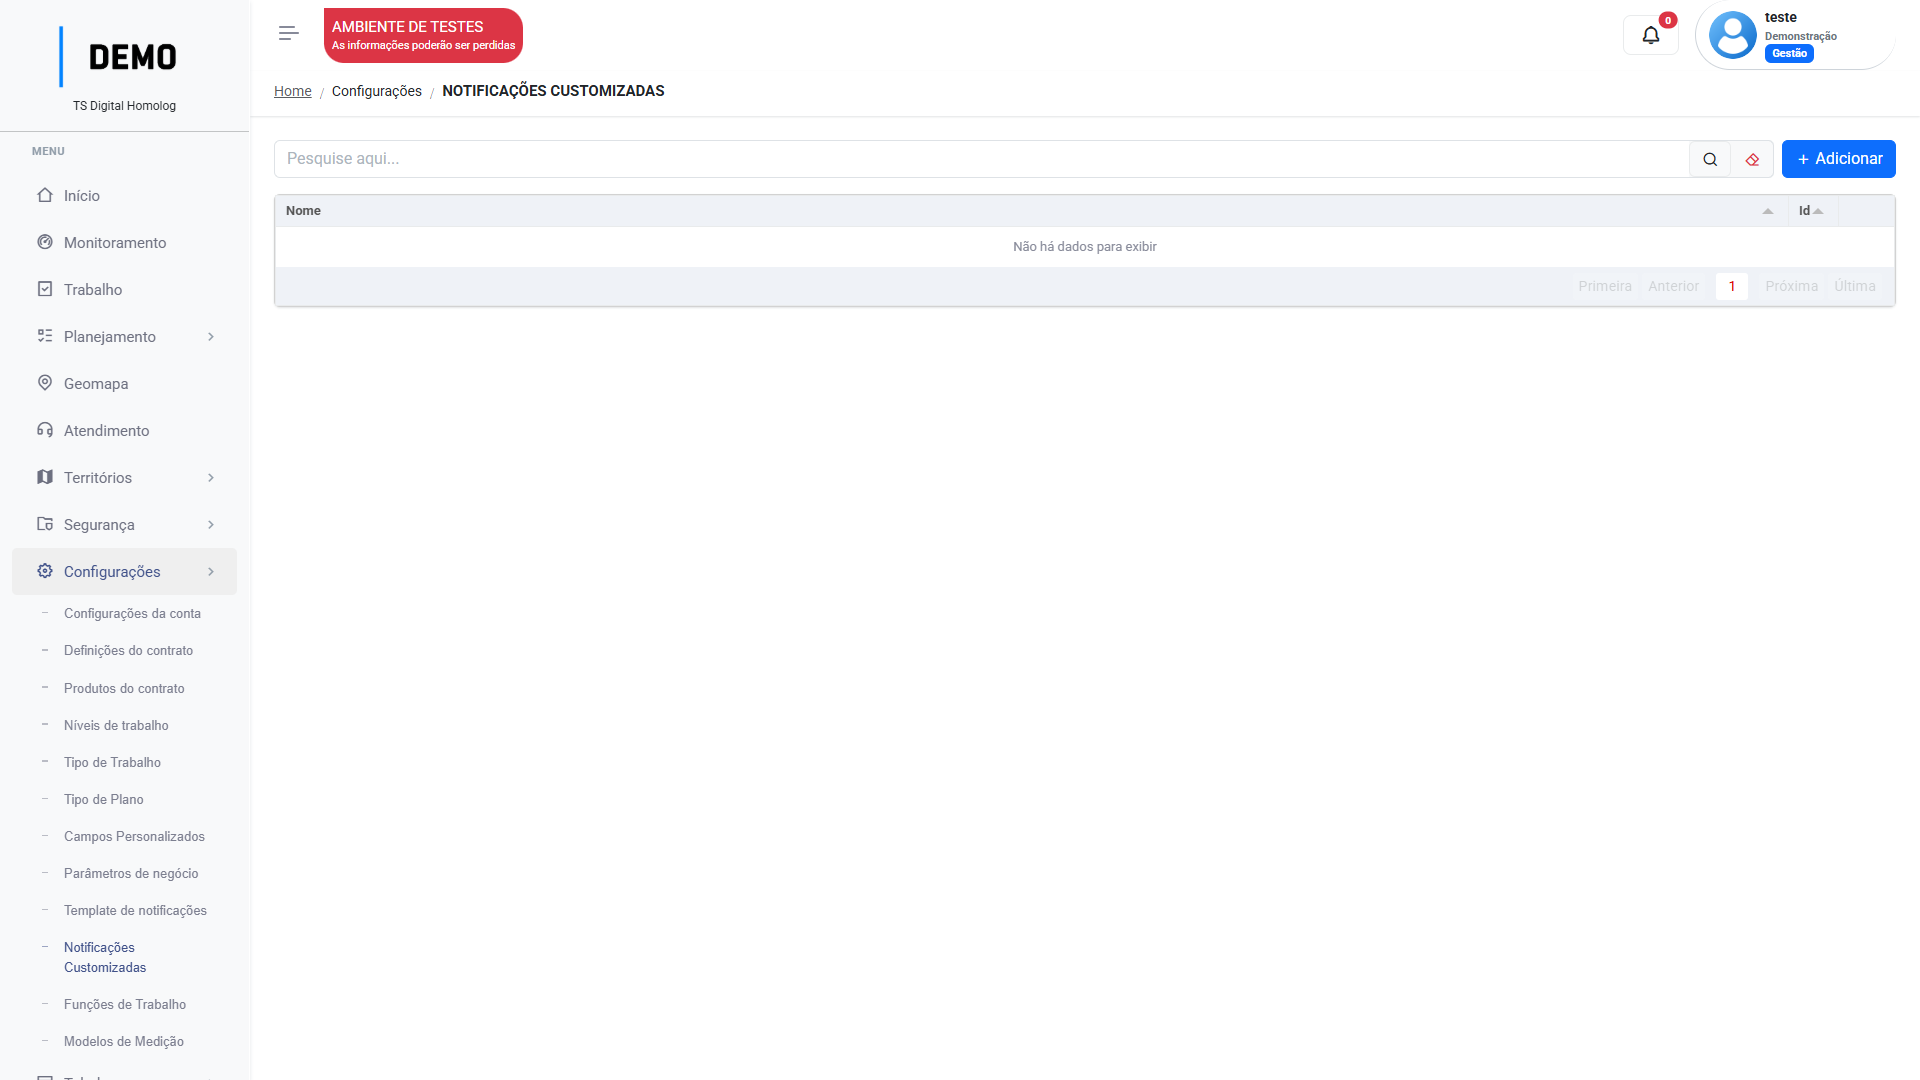 DEMO
TS Digital Homolog
MENU
Início
Monitoramento
Trabalho
Planejamento
Geomapa
Atendimento
Territórios
Segurança
Configurações
Configurações da conta
Definições do contrato
Produtos do contrato
Níveis de trabalho
Tipo de Trabalho
Tipo de Plano
Campos Personalizados
Parâmetros de negócio
Template de notificações
Notificações
Customizadas
Funções de Trabalho
Modelos de Medição
AMBIENTE DE TESTES
As informações poderão ser perdidas
0
teste
Demonstração
Gestão
Home / Configurações / NOTIFICAÇÕES CUSTOMIZADAS
Pesquise aqui...
+ Adicionar
Nome Id
Não há dados para exibir
Primeira Anterior 1 Próxima Última